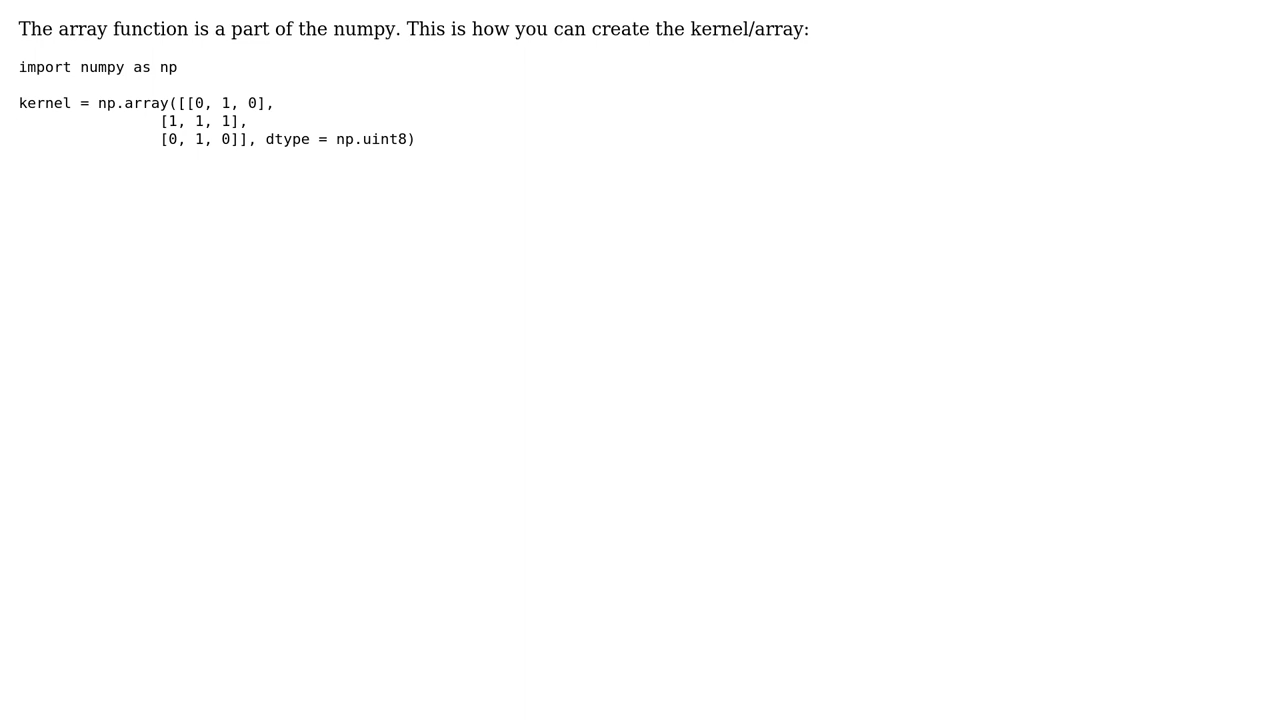 The array function is a part of the numpy. This is how you can create the kernel/array:
import numpy as np
kernel = np.array([[0, 1, 0],
                [1, 1, 1],
                [0, 1, 0]], dtype = np.uint8)